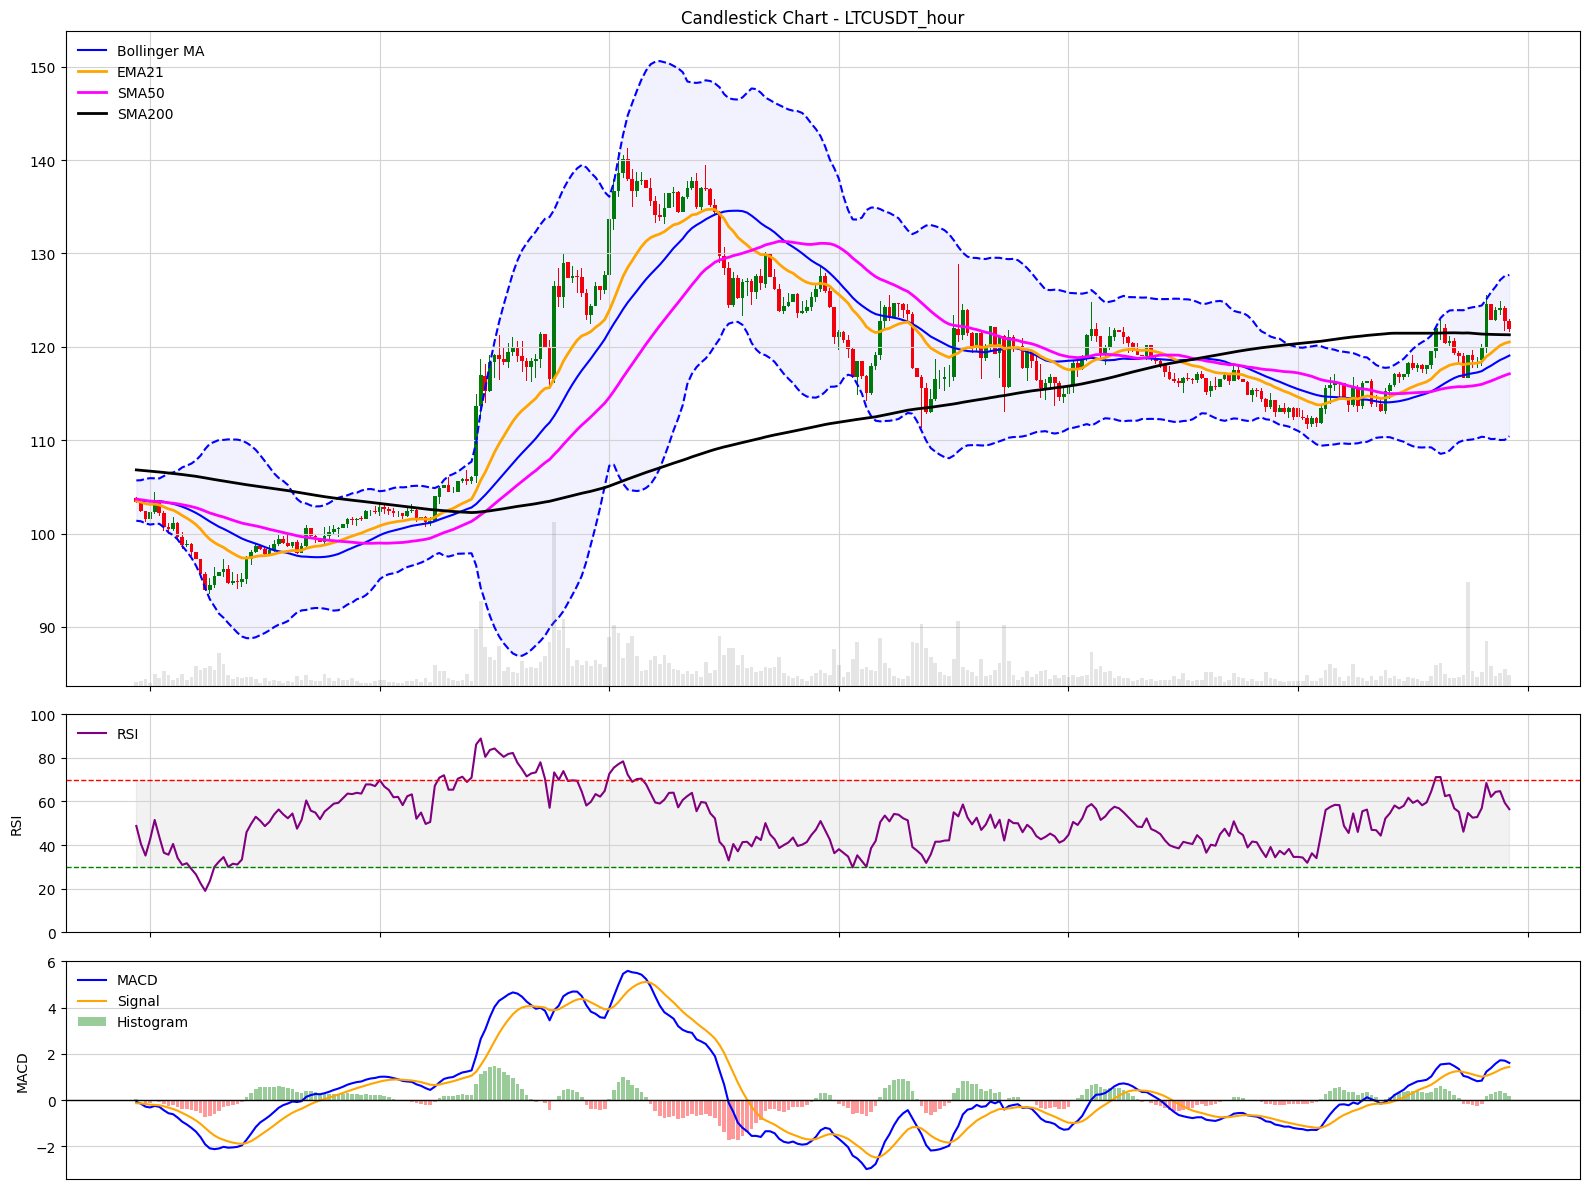 Candlestick Chart - LTCUSDT_hour
Bollinger MA
EMA21
SMA50
SMA200
150
140
130
120
110
100
90
RSI
100
80
60
40
20
0
RSI
MACD
Signal
Histogram
6
4
2
0
−2
MACD